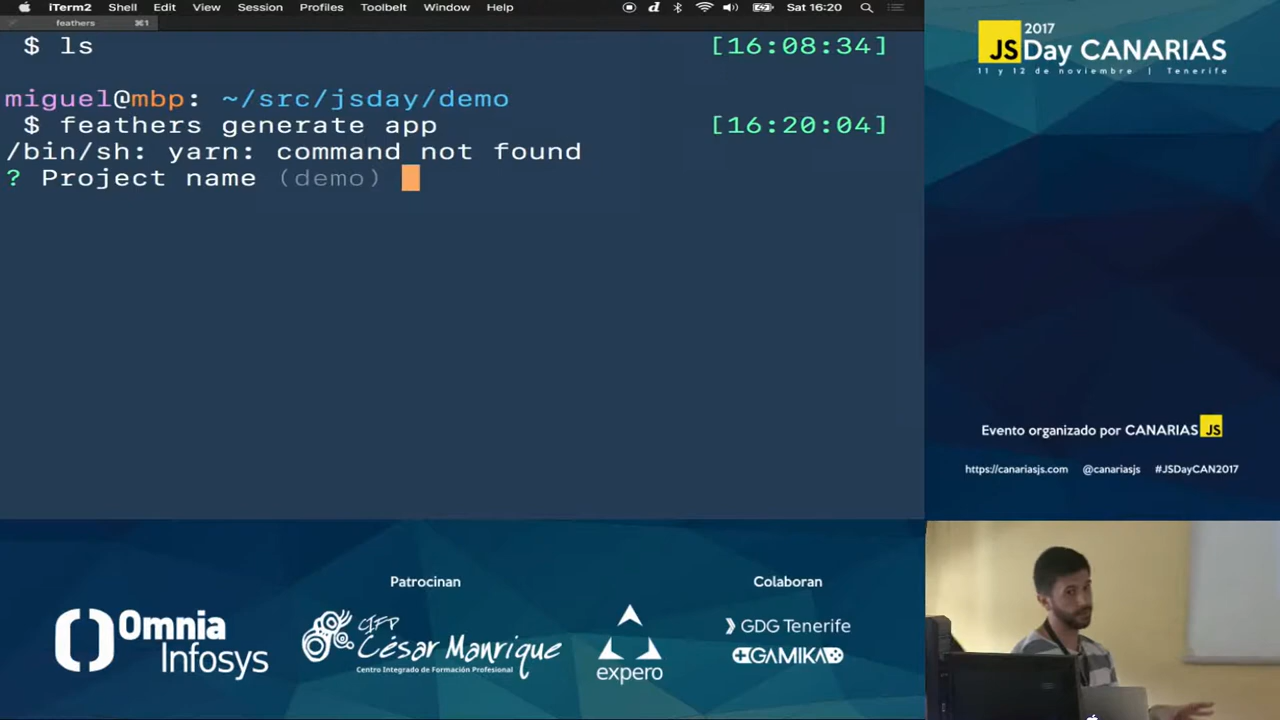 iTerm2 Shell Edit View Session Profiles Toolbelt Window Help Sat 16:20
feathers ⌘1
$ ls [16:08:34]
miguel@mbp: ~/src/jsday/demo
$ feathers generate app [16:20:04]
/bin/sh: yarn: command not found
? Project name (demo)
2017
JSDay CANARIAS
11 y 12 de noviembre | Tenerife
Evento organizado por CANARIAS JS
https://canariasjs.com @canariasjs #JSDayCAN2017
Patrocinan
Colaboran
Omnia
Infosys
CIFP
César Manrique
Centro Integrado de Formación Profesional
expero
GDG Tenerife
GAMIKA